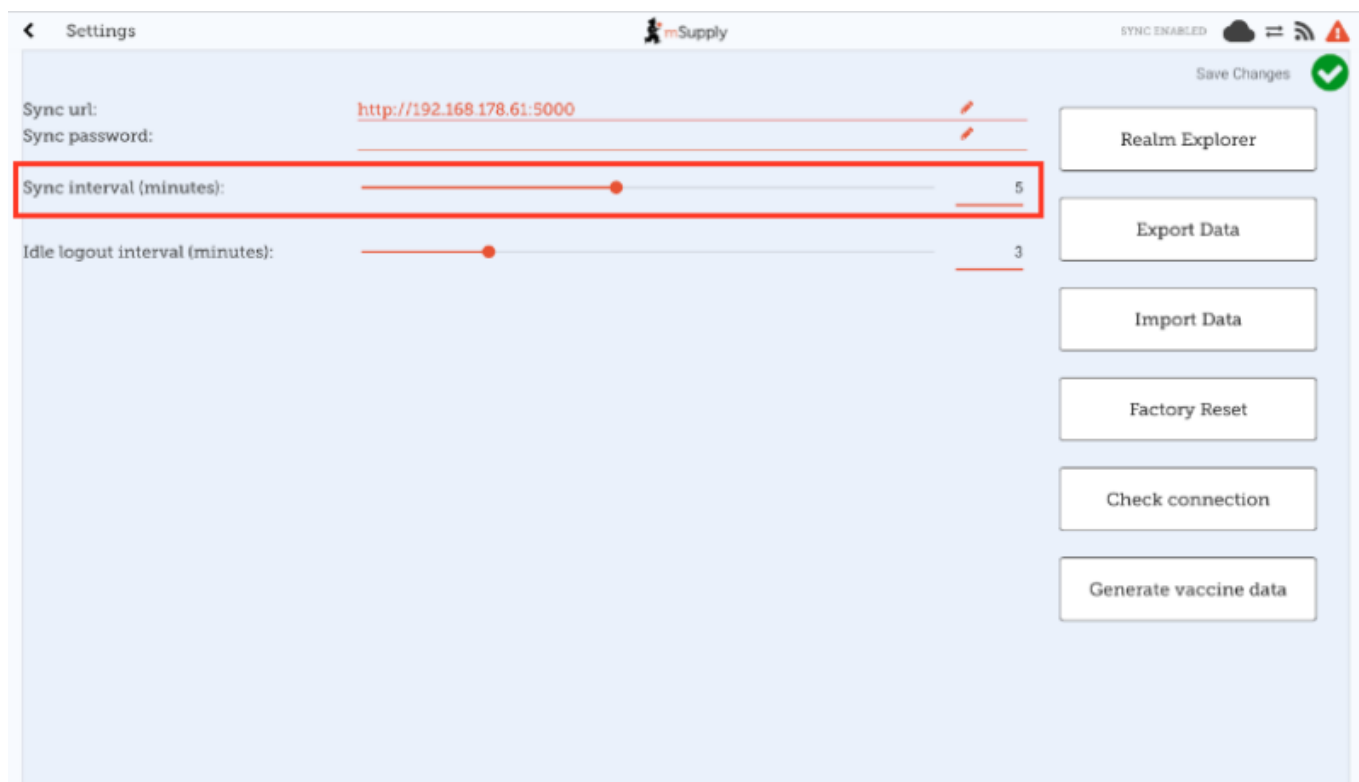 Settings
mSupply
SYNC ENABLED
Save Changes
Sync url: http://192.168.178.61:5000
Sync password:
Sync interval (minutes): 5
Idle logout interval (minutes): 3
Realm Explorer
Export Data
Import Data
Factory Reset
Check connection
Generate vaccine data